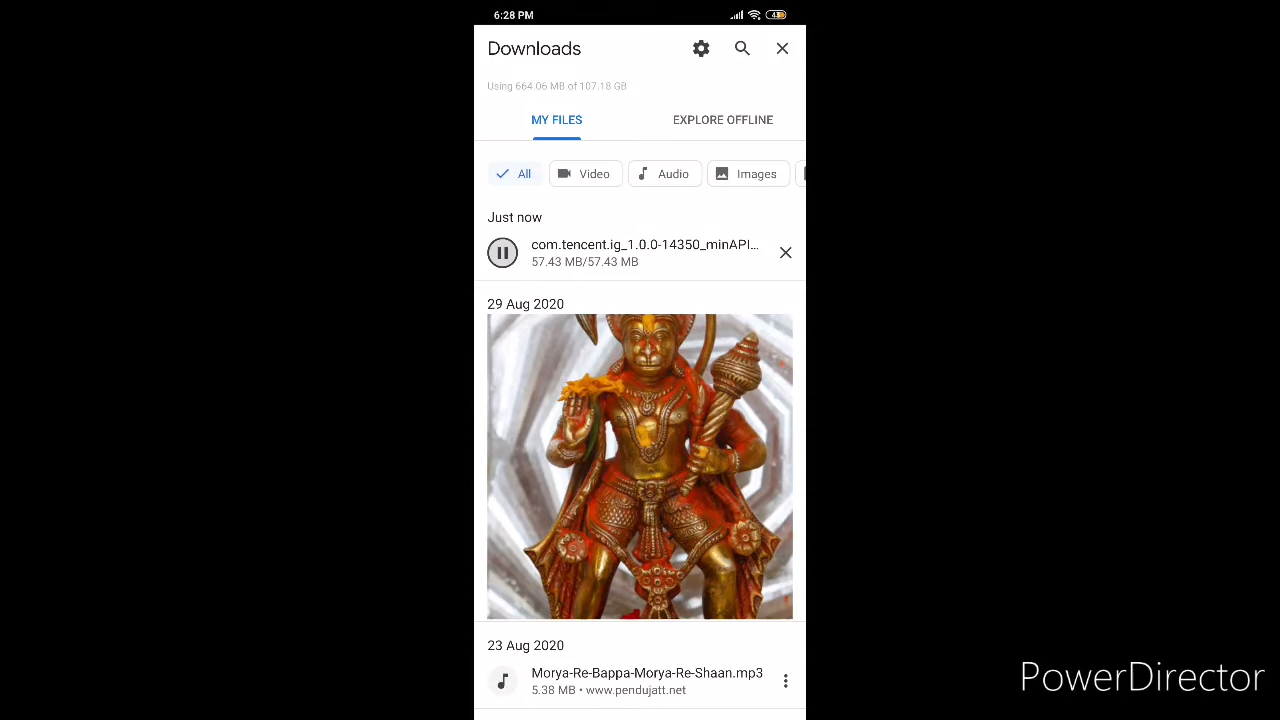 6:28 PM
43
Downloads
Using 664.06 MB of 107.18 GB
MY FILES
EXPLORE OFFLINE
All
Video
Audio
Images
Just now
com.tencent.ig_1.0.0-14350_minAPI...
57.43 MB/57.43 MB
29 Aug 2020
23 Aug 2020
Morya-Re-Bappa-Morya-Re-Shaan.mp3
5.38 MB • www.pendujatt.net
PowerDirector